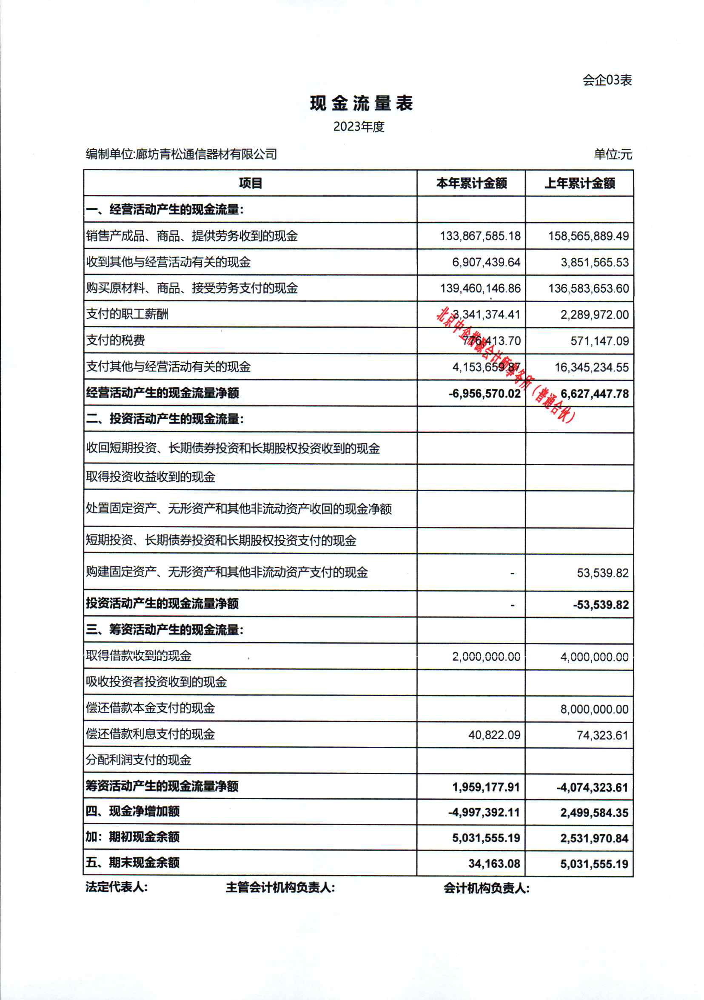 会企03表
现金流量表
2023年度
编制单位:廊坊青松通信器材有限公司 单位:元
项目 本年累计金额 上年累计金额
一、经营活动产生的现金流量：
销售产成品、商品、提供劳务收到的现金 133,867,585.18 158,565,889.49
收到其他与经营活动有关的现金 6,907,439.64 3,851,565.53
购买原材料、商品、接受劳务支付的现金 139,460,146.86 136,583,653.60
支付的职工薪酬 3,341,374.41 2,289,972.00
支付的税费 776,413.70 571,147.09
支付其他与经营活动有关的现金 4,153,659.87 16,345,234.55
经营活动产生的现金流量净额 -6,956,570.02 6,627,447.78
北京中企 会计师事务所（普通合伙）
二、投资活动产生的现金流量：
收回短期投资、长期债券投资和长期股权投资收到的现金
取得投资收益收到的现金
处置固定资产、无形资产和其他非流动资产收回的现金净额
短期投资、长期债券投资和长期股权投资支付的现金
购建固定资产、无形资产和其他非流动资产支付的现金 - 53,539.82
投资活动产生的现金流量净额 - -53,539.82
三、筹资活动产生的现金流量：
取得借款收到的现金 2,000,000.00 4,000,000.00
吸收投资者投资收到的现金
偿还借款本金支付的现金 8,000,000.00
偿还借款利息支付的现金 40,822.09 74,323.61
分配利润支付的现金
筹资活动产生的现金流量净额 1,959,177.91 -4,074,323.61
四、现金净增加额 -4,997,392.11 2,499,584.35
加：期初现金余额 5,031,555.19 2,531,970.84
五、期末现金余额 34,163.08 5,031,555.19
法定代表人: 主管会计机构负责人: 会计机构负责人: